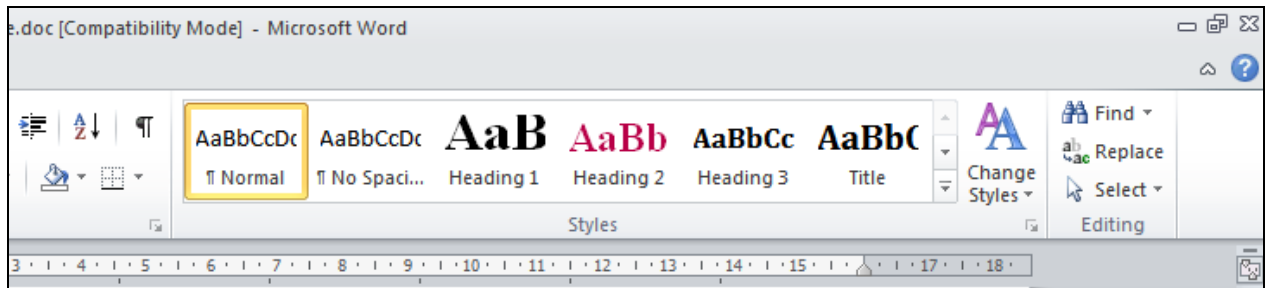 e.doc [Compatibility Mode] - Microsoft Word
AaBbCcDc AaBbCcDc AaB AaBb AaBbCc AaBb(
¶ Normal ¶ No Spaci... Heading 1 Heading 2 Heading 3 Title
Change
Styles
Find
Replace
Select
Styles
Editing
3 4 5 6 7 8 9 10 11 12 13 14 15 17 18